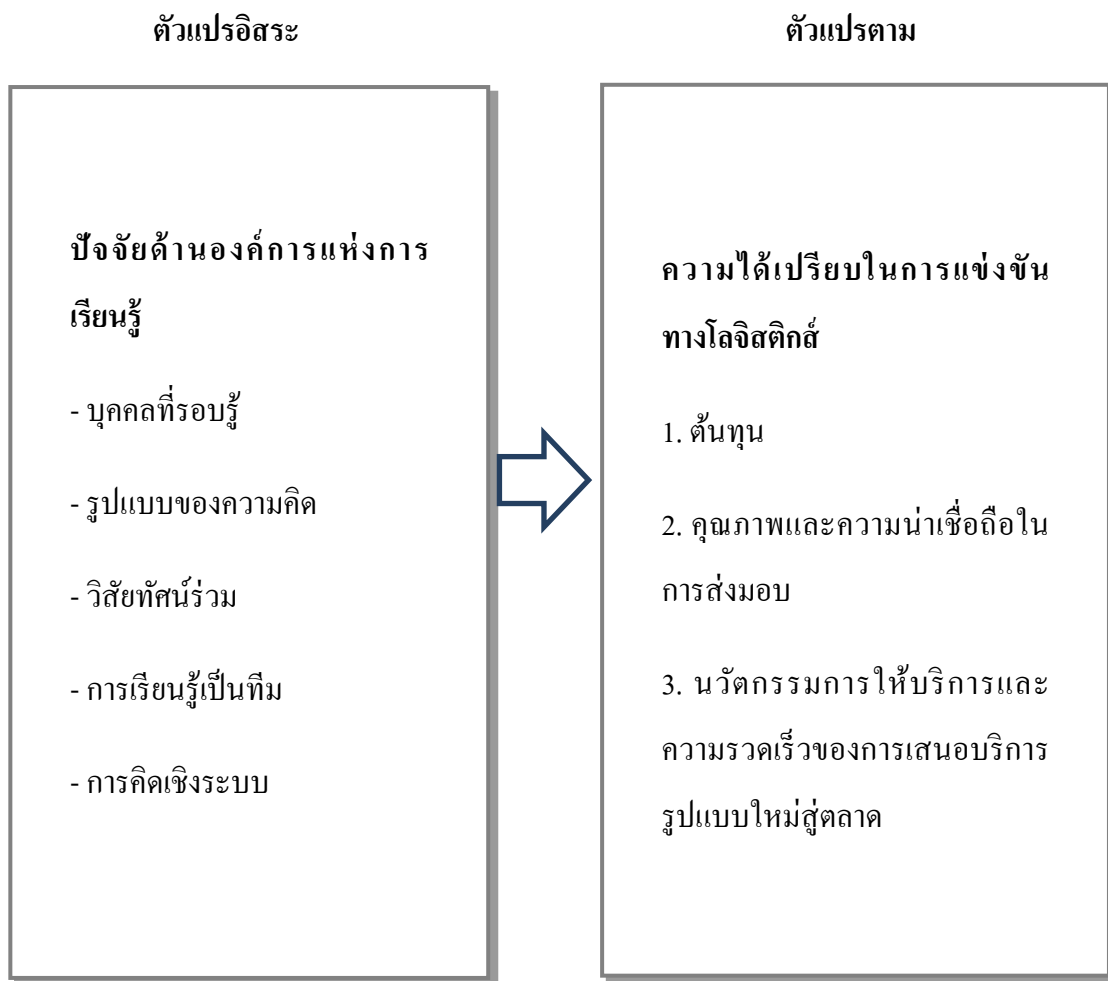 ตัวแปรอิสระ
ปัจจัยด้านองค์การแห่งการ
เรียนรู้
- บุคคลที่รอบรู้
- รูปแบบของความคิด
- วิสัยทัศน์ร่วม
- การเรียนรู้เป็นทีม
- การคิดเชิงระบบ
ตัวแปรตาม
ความได้เปรียบในการแข่งขัน
ทางโลจิสติกส์
1. ต้นทุน
2. คุณภาพและความน่าเชื่อถือใน
การส่งมอบ
3. นวัตกรรมการให้บริการและ
ความรวดเร็วของการเสนอบริการ
รูปแบบใหม่สู่ตลาด